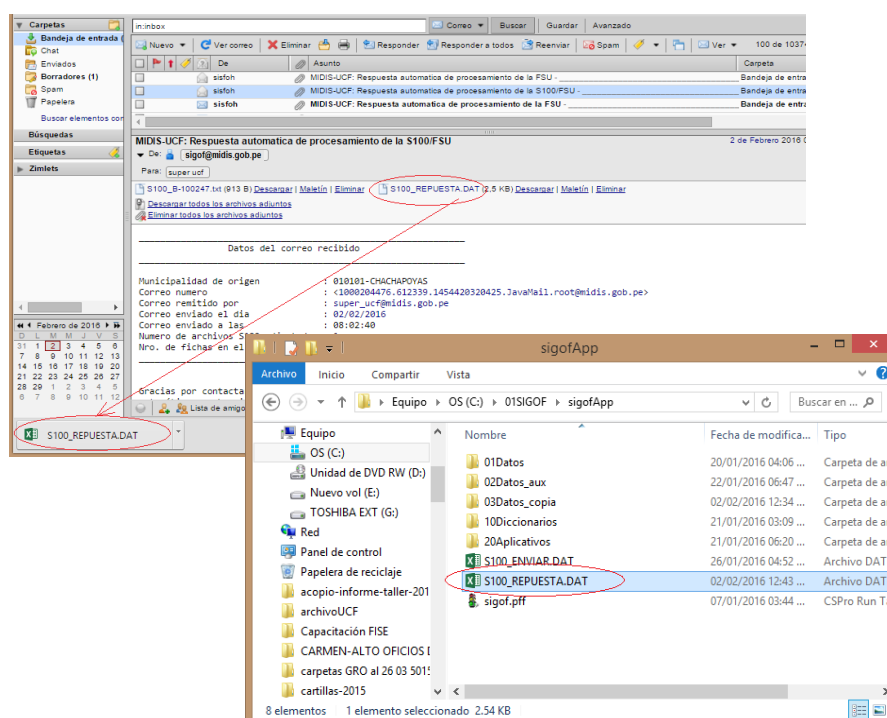 Carpetas
Bandeja de entrada (
Chat
Enviados
Borradores (1)
Spam
Papelera
Buscar elementos con
Búsquedas
Etiquetas
Zimlets
in:inbox
Correo Buscar Guardar Avanzado
Nuevo Ver correo Eliminar Responder Responder a todos Reenviar Spam Ver 100 de 1037
De Asunto Carpeta
sisfoh MIDIS-UCF: Respuesta automatica de procesamiento de la FSU - Bandeja de entra
sisfoh MIDIS-UCF: Respuesta automatica de procesamiento de la S100/FSU - Bandeja de entra
sisfoh MIDIS-UCF: Respuesta automatica de procesamiento de la FSU - Bandeja de entra
MIDIS-UCF: Respuesta automatica de procesamiento de la S100/FSU 2 de Febrero 2016
De: sigof@midis.gob.pe
Para: super ucf
S100_B-100247.txt (913 B) Descargar | Maletín | Eliminar S100_REPUESTA.DAT (2,5 KB) Descargar | Maletín | Eliminar
Descargar todos los archivos adjuntos
Eliminar todos los archivos adjuntos
Datos del correo recibido
Municipalidad de origen : 010101-CHACHAPOYAS
Correo numero : <1000204476.612339.1454420320425.JavaMail.root@midis.gob.pe>
Correo remitido por : super_ucf@midis.gob.pe
Correo enviado el dia : 02/02/2016
Correo enviado a las : 08:02:40
Numero de archivos
Nro. de fichas en el
Gracias por contacta
Lista de amigo
Febrero de 2016
D L M M J V S
31 1 2 3 4 5 6
7 8 9 10 11 12 13
14 15 16 17 18 19 20
21 22 23 24 25 26 27
28 29 1 2 3 4 5
6 7 8 9 10 11 12
S100_REPUESTA.DAT
sigofApp
Archivo Inicio Compartir Vista
Equipo OS (C:) 01SIGOF sigofApp Buscar en ...
Equipo
OS (C:)
Unidad de DVD RW (D:)
Nuevo vol (E:)
TOSHIBA EXT (G:)
Red
Panel de control
Papelera de reciclaje
acopio-informe-taller-201
archivoUCF
Capacitación FISE
CARMEN-ALTO OFICIOS
carpetas GRO al 26 03 501
cartillas-2015
Nombre Fecha de modifica... Tipo
01Datos 20/01/2016 04:06 ... Carpeta de a
02Datos_aux 22/01/2016 06:47 ... Carpeta de a
03Datos_copia 02/02/2016 12:34 ... Carpeta de a
10Diccionarios 21/01/2016 03:09 ... Carpeta de a
20Aplicativos 21/01/2016 06:20 ... Carpeta de a
S100_ENVIAR.DAT 26/01/2016 04:52 ... Archivo DAT
S100_REPUESTA.DAT 02/02/2016 12:43 ... Archivo DAT
sigof.pff 07/01/2016 03:44 ... CSPro Run T
8 elementos 1 elemento seleccionado 2.54 KB